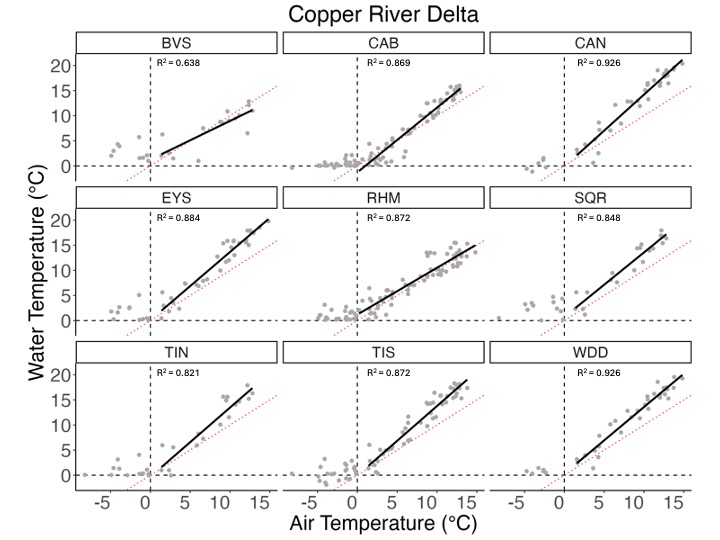 Copper River Delta
BVS CAB CAN
R² = 0.638 R² = 0.869 R² = 0.926
20
15
10
5
0
EYS RHM SQR
R² = 0.884 R² = 0.872 R² = 0.848
20
15
10
5
0
TIN TIS WDD
R² = 0.821 R² = 0.872 R² = 0.926
20
15
10
5
0
-5 0 5 10 15 -5 0 5 10 15 -5 0 5 10 15
Water Temperature (°C)
Air Temperature (°C)